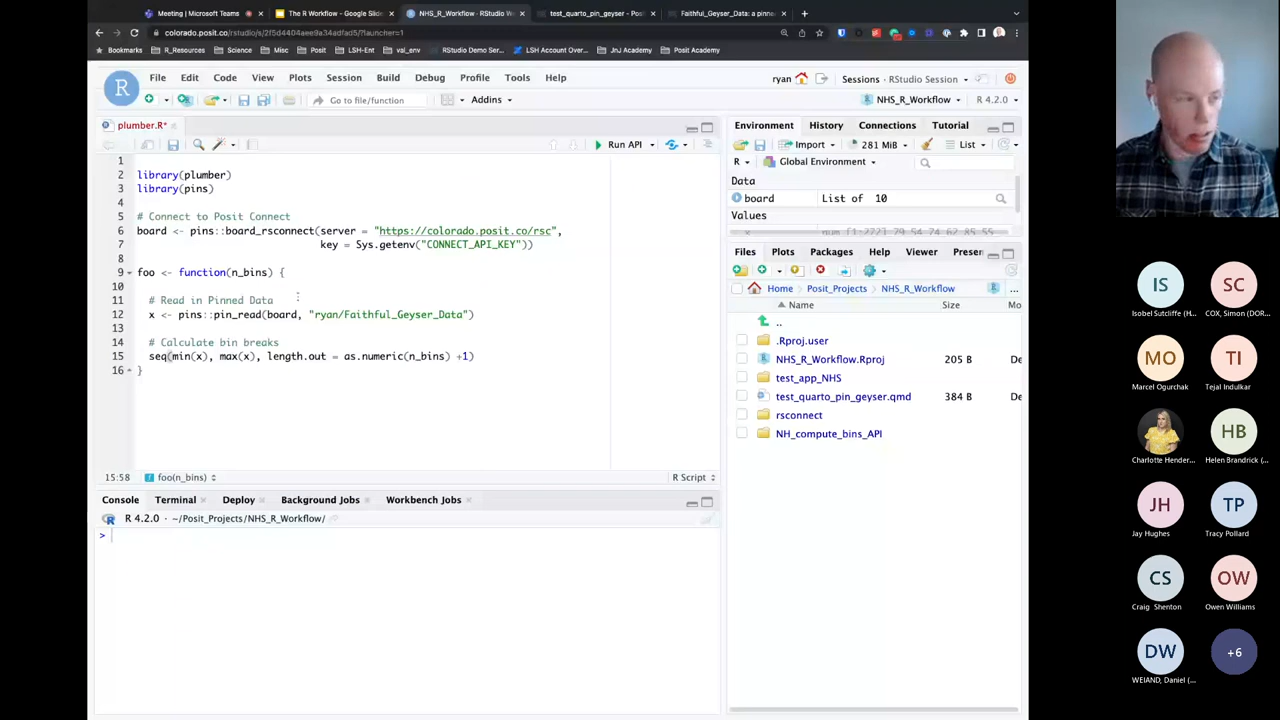 Meeting | Microsoft Teams
The R Workflow - Google Slid
NHS_R_Workflow - RStudio W
test_quarto_pin_geyser - Posi
Faithful_Geyser_Data: a pinn
colorado.posit.co/rstudio/s/2f5d4404aee9a34adfad5/?launcher=1
Bookmarks
R_Resources
Science
Misc
Posit
LSH-Ent
val_env
RStudio Demo Ser...
LSH Account Over...
JnJ Academy
Posit Academy
R
File
Edit
Code
View
Plots
Session
Build
Debug
Profile
Tools
Help
ryan
Sessions
RStudio Session
Go to file/function
Addins
NHS_R_Workflow
R 4.2.0
plumber.R*
Run API
1
2 library(plumber)
3 library(pins)
4
5 # Connect to Posit Connect
6 board <- pins::board_rsconnect(server = "https://colorado.posit.co/rsc",
7 key = Sys.getenv("CONNECT_API_KEY"))
8
9 foo <- function(n_bins) {
10
11 # Read in Pinned Data
12 x <- pins::pin_read(board, "ryan/Faithful_Geyser_Data")
13
14 # Calculate bin breaks
15 seq(min(x), max(x), length.out = as.numeric(n_bins) +1)
16 }
15:58
foo(n_bins)
R Script
Console
Terminal
Deploy
Background Jobs
Workbench Jobs
R 4.2.0 · ~/Posit_Projects/NHS_R_Workflow/
>
Environment
History
Connections
Tutorial
Import
281 MiB
List
R
Global Environment
Data
board List of 10
Values
Files
Plots
Packages
Help
Viewer
Presen
Home
Posit_Projects
NHS_R_Workflow
...
Name
Size
Mo
..
.Rproj.user
NHS_R_Workflow.Rproj 205 B De
test_app_NHS
test_quarto_pin_geyser.qmd 384 B De
rsconnect
NH_compute_bins_API
IS
Isobel Sutcliffe (H...
SC
COX, Simon (DOR...
MO
Marcel Ogurchak
TI
Tejal Indulkar
Charlotte Hender...
HB
Helen Brandrick (...
JH
Jay Hughes
TP
Tracy Pollard
CS
Craig Shenton
OW
Owen Williams
DW
WEIAND, Daniel (...
+6